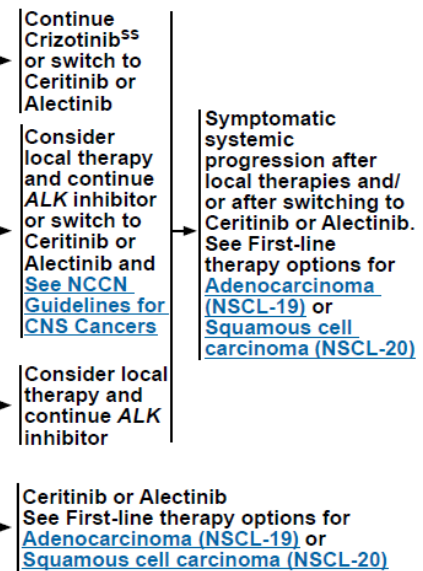 Continue
Crizotinibss
or switch to
Ceritinib or
Alectinib
Consider
local therapy
and continue
ALK inhibitor
or switch to
Ceritinib or
Alectinib and
See NCCN
Guidelines for
CNS Cancers
Consider local
therapy and
continue ALK
inhibitor
Symptomatic
systemic
progression after
local therapies and/
or after switching to
Ceritinib or Alectinib.
See First-line
therapy options for
Adenocarcinoma
(NSCL-19) or
Squamous cell
carcinoma (NSCL-20)
Ceritinib or Alectinib
See First-line therapy options for
Adenocarcinoma (NSCL-19) or
Squamous cell carcinoma (NSCL-20)